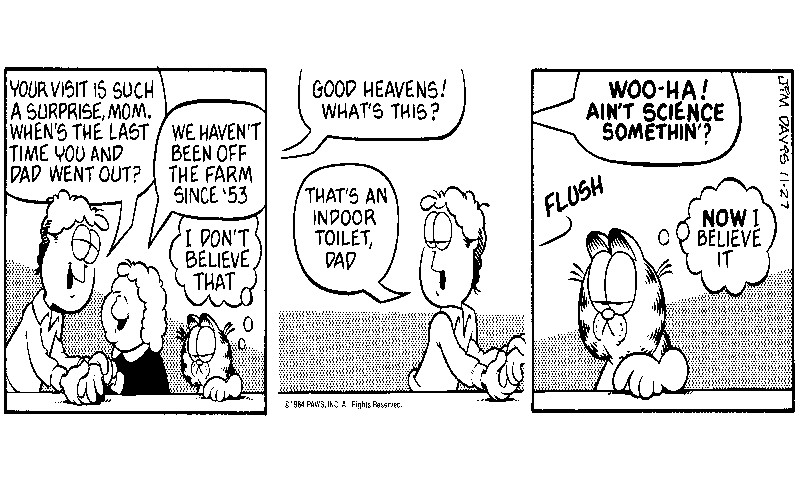 YOUR VISIT IS SUCH
A SURPRISE, MOM.
WHEN'S THE LAST
TIME YOU AND
DAD WENT OUT?
WE HAVEN'T
BEEN OFF
THE FARM
SINCE '53
I DON'T
BELIEVE
THAT
GOOD HEAVENS!
WHAT'S THIS?
THAT'S AN
INDOOR
TOILET,
DAD
© 1984 PAWS, INC. All Rights Reserved.
WOO-HA!
AIN'T SCIENCE
SOMETHIN'?
FLUSH
NOW I
BELIEVE
IT
JIM DAVIS 11-27